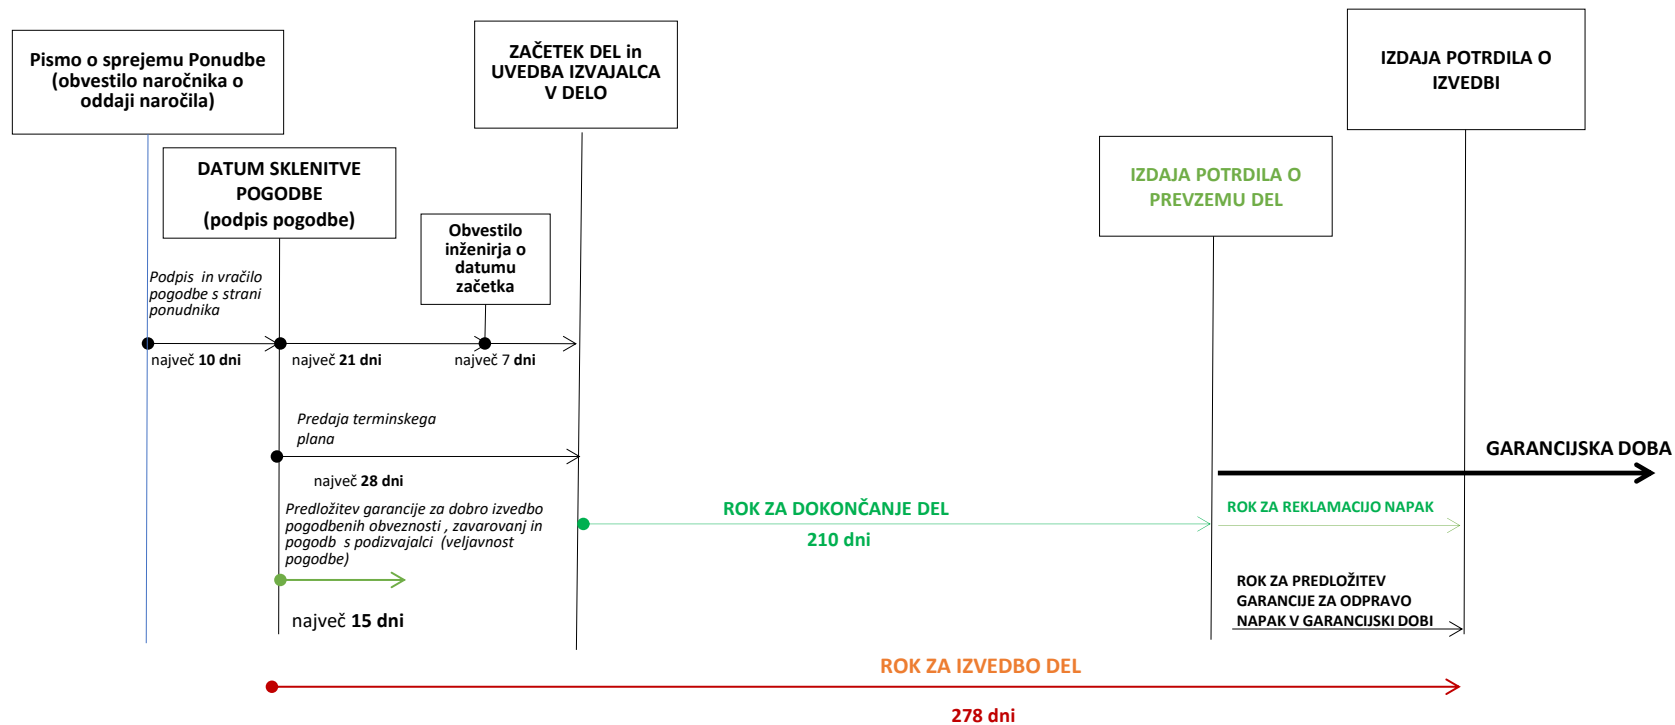 Pismo o sprejemu Ponudbe
(obvestilo naročnika o
oddaji naročila)
ZAČETEK DEL in
UVEDBA IZVAJALCA
V DELO
IZDAJA POTRDILA O
IZVEDBI
DATUM SKLENITVE
POGODBE
(podpis pogodbe)
IZDAJA POTRDILA O
PREVZEMU DEL
Obvestilo
inženirja o
datumu
začetka
Podpis in vračilo
pogodbe s strani
ponudnika
največ 10 dni
največ 21 dni
največ 7 dni
Predaja terminskega
plana
največ 28 dni
GARANCIJSKA DOBA
Predložitev garancije za dobro izvedbo
pogodbenih obveznosti , zavarovanj in
pogodb s podizvajalci (veljavnost
pogodbe)
ROK ZA DOKONČANJE DEL
210 dni
ROK ZA REKLAMACIJO NAPAK
največ 15 dni
ROK ZA PREDLOŽITEV
GARANCIJE ZA ODPRAVO
NAPAK V GARANCIJSKI DOBI
ROK ZA IZVEDBO DEL
278 dni